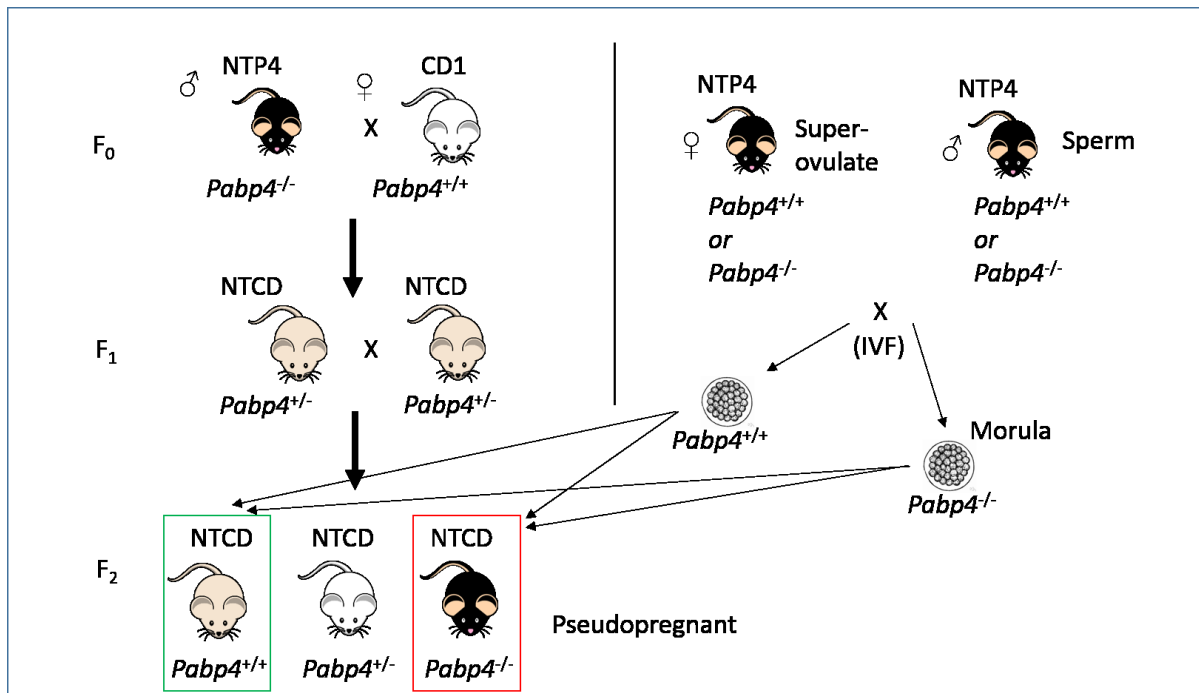 ♂ NTP4
♀ CD1
X
F₀
Pabp4⁻/⁻
Pabp4⁺/⁺
NTP4
♀
Super-
ovulate
Pabp4⁺/⁺
or
Pabp4⁻/⁻
NTP4
♂
Sperm
Pabp4⁺/⁺
or
Pabp4⁻/⁻
NTCD
NTCD
F₁
X
Pabp4⁺/⁻
Pabp4⁺/⁻
X
(IVF)
Pabp4⁺/⁺
Morula
Pabp4⁻/⁻
F₂
NTCD
NTCD
NTCD
Pabp4⁺/⁺
Pabp4⁺/⁻
Pabp4⁻/⁻
Pseudopregnant